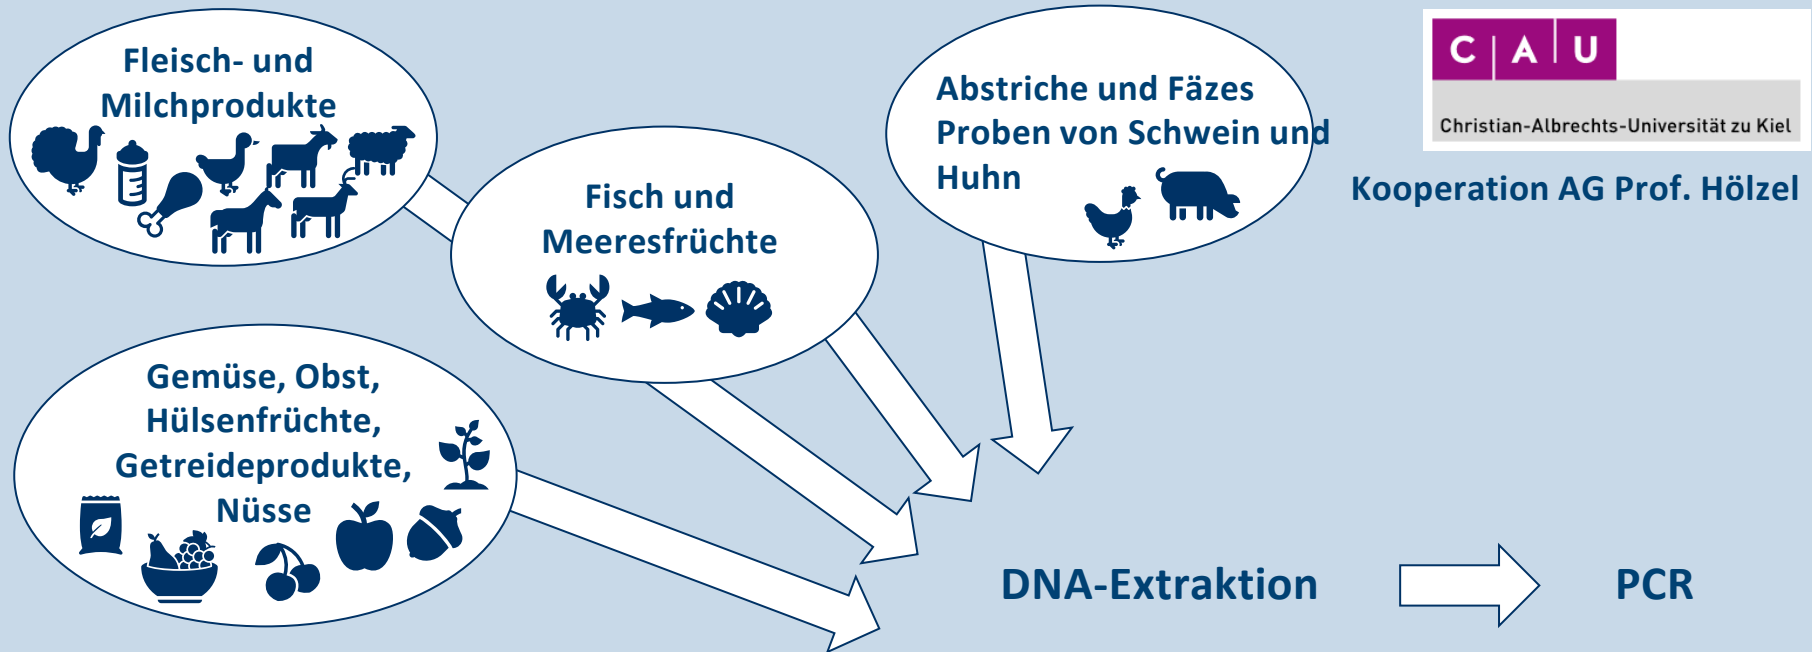 Fleisch- und
Milchprodukte
Fisch und
Meeresfrüchte
Abstriche und Fäzes
Proben von Schwein und
Huhn
C A U
Christian-Albrechts-Universität zu Kiel
Kooperation AG Prof. Hölzel
Gemüse, Obst,
Hülsenfrüchte,
Getreideprodukte,
Nüsse
DNA-Extraktion
PCR